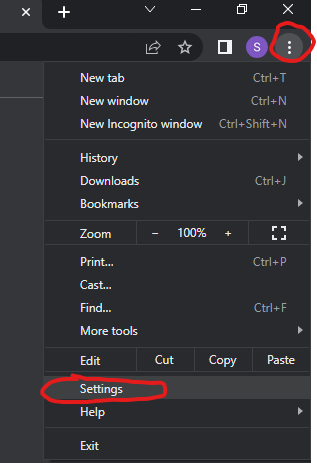 S
New tab Ctrl+T
New window Ctrl+N
New Incognito window Ctrl+Shift+N
History
Downloads Ctrl+J
Bookmarks
Zoom − 100% +
Print... Ctrl+P
Cast...
Find... Ctrl+F
More tools
Edit Cut Copy Paste
Settings
Help
Exit